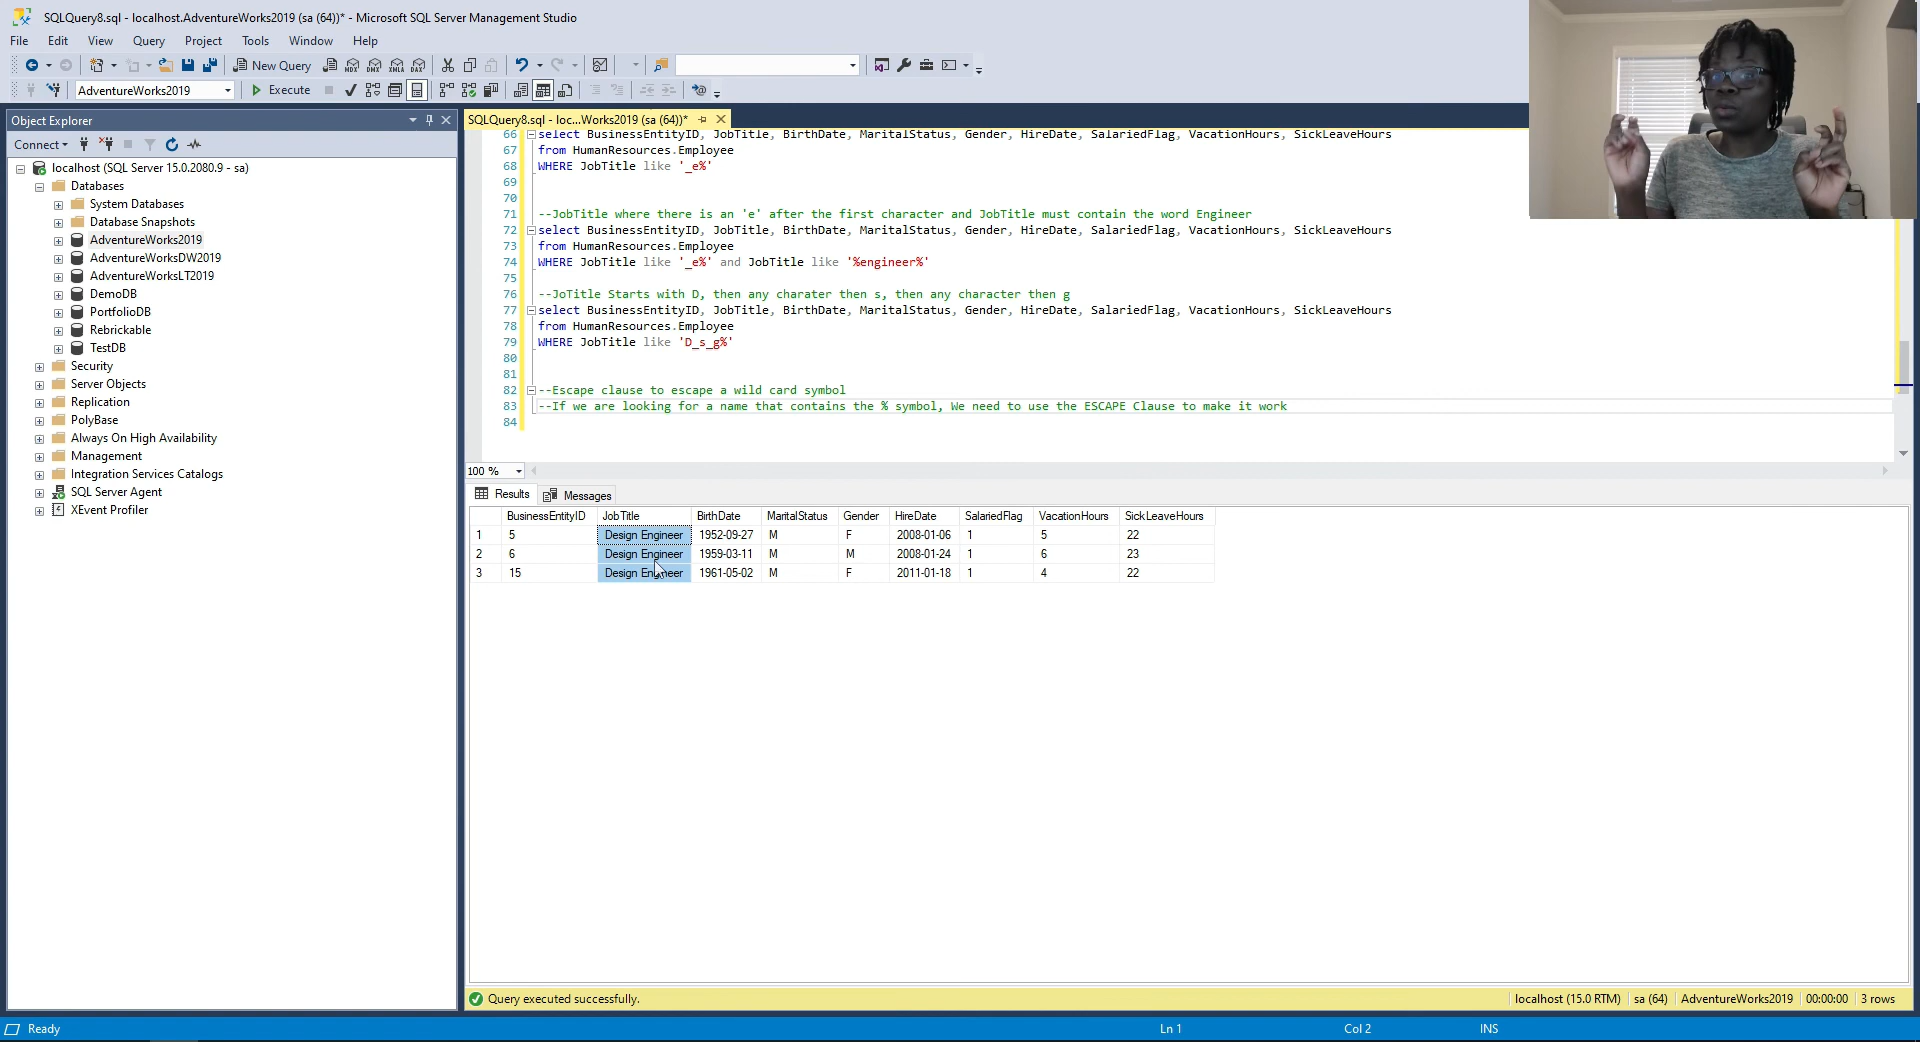 SQLQuery8.sql - localhost.AdventureWorks2019 (sa (64))* - Microsoft SQL Server Management Studio
File Edit View Query Project Tools Window Help
New Query
AdventureWorks2019 Execute
Object Explorer
Connect
localhost (SQL Server 15.0.2080.9 - sa)
Databases
System Databases
Database Snapshots
AdventureWorks2019
AdventureWorksDW2019
AdventureWorksLT2019
DemoDB
PortfolioDB
Rebrickable
TestDB
Security
Server Objects
Replication
PolyBase
Always On High Availability
Management
Integration Services Catalogs
SQL Server Agent
XEvent Profiler
SQLQuery8.sql - loc...Works2019 (sa (64))*
66 select BusinessEntityID, JobTitle, BirthDate, MaritalStatus, Gender, HireDate, SalariedFlag, VacationHours, SickLeaveHours
67 from HumanResources.Employee
68 WHERE JobTitle like '_e%'
69
70
71 --JobTitle where there is an 'e' after the first character and JobTitle must contain the word Engineer
72 select BusinessEntityID, JobTitle, BirthDate, MaritalStatus, Gender, HireDate, SalariedFlag, VacationHours, SickLeaveHours
73 from HumanResources.Employee
74 WHERE JobTitle like '_e%' and JobTitle like '%engineer%'
75
76 --JoTitle Starts with D, then any charater then s, then any character then g
77 select BusinessEntityID, JobTitle, BirthDate, MaritalStatus, Gender, HireDate, SalariedFlag, VacationHours, SickLeaveHours
78 from HumanResources.Employee
79 WHERE JobTitle like 'D_s_g%'
80
81
82 --Escape clause to escape a wild card symbol
83 --If we are looking for a name that contains the % symbol, We need to use the ESCAPE Clause to make it work
84
100 %
Results Messages
BusinessEntityID JobTitle BirthDate MaritalStatus Gender HireDate SalariedFlag VacationHours SickLeaveHours
1 5 Design Engineer 1952-09-27 M F 2008-01-06 1 5 22
2 6 Design Engineer 1959-03-11 M M 2008-01-24 1 6 23
3 15 Design Engineer 1961-05-02 M F 2011-01-18 1 4 22
Query executed successfully. localhost (15.0 RTM) sa (64) AdventureWorks2019 00:00:00 3 rows
Ready Ln 1 Col 2 INS